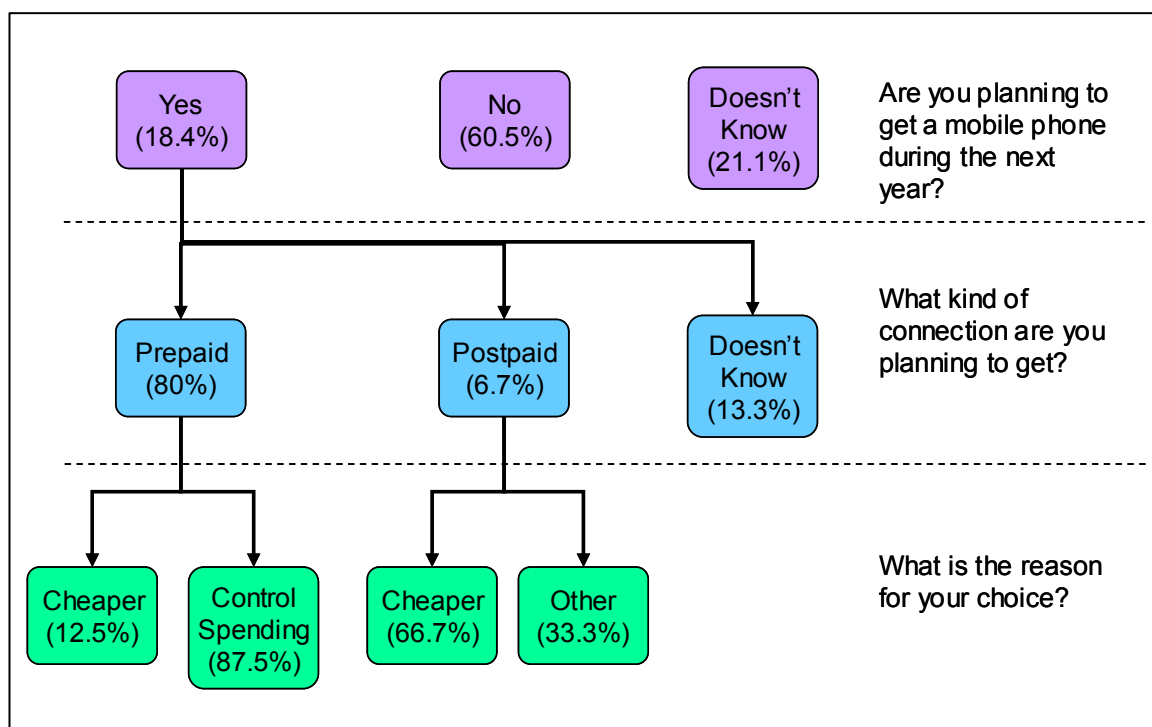 Yes
(18.4%)
No
(60.5%)
Doesn't
Know
(21.1%)
Are you planning to
get a mobile phone
during the next
year?
Prepaid
(80%)
Postpaid
(6.7%)
Doesn't
Know
(13.3%)
What kind of
connection are you
planning to get?
Cheaper
(12.5%)
Control
Spending
(87.5%)
Cheaper
(66.7%)
Other
(33.3%)
What is the reason
for your choice?